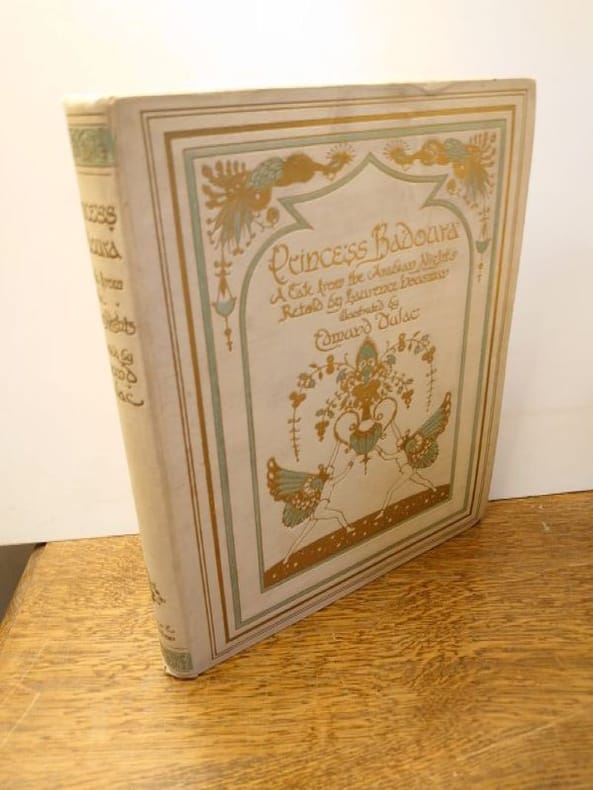 Princess Badoura
A Tale from the Arabian Nights
Retold by Laurence Housman
illustrated by
Edmund Dulac